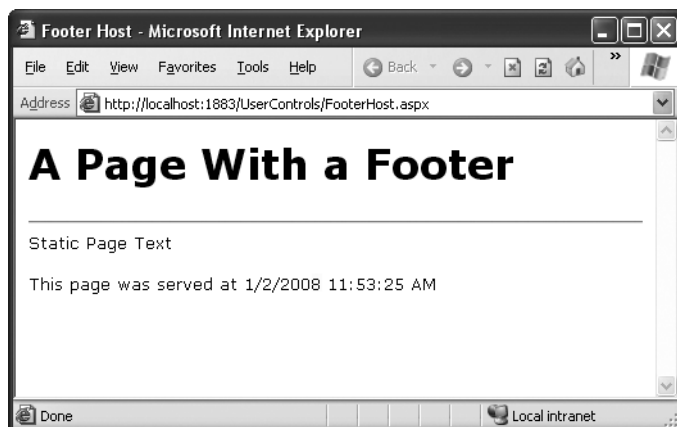 Footer Host - Microsoft Internet Explorer
File Edit View Favorites Tools Help Back »
Address http://localhost:1883/UserControls/FooterHost.aspx
A Page With a Footer
Static Page Text
This page was served at 1/2/2008 11:53:25 AM
Done Local intranet